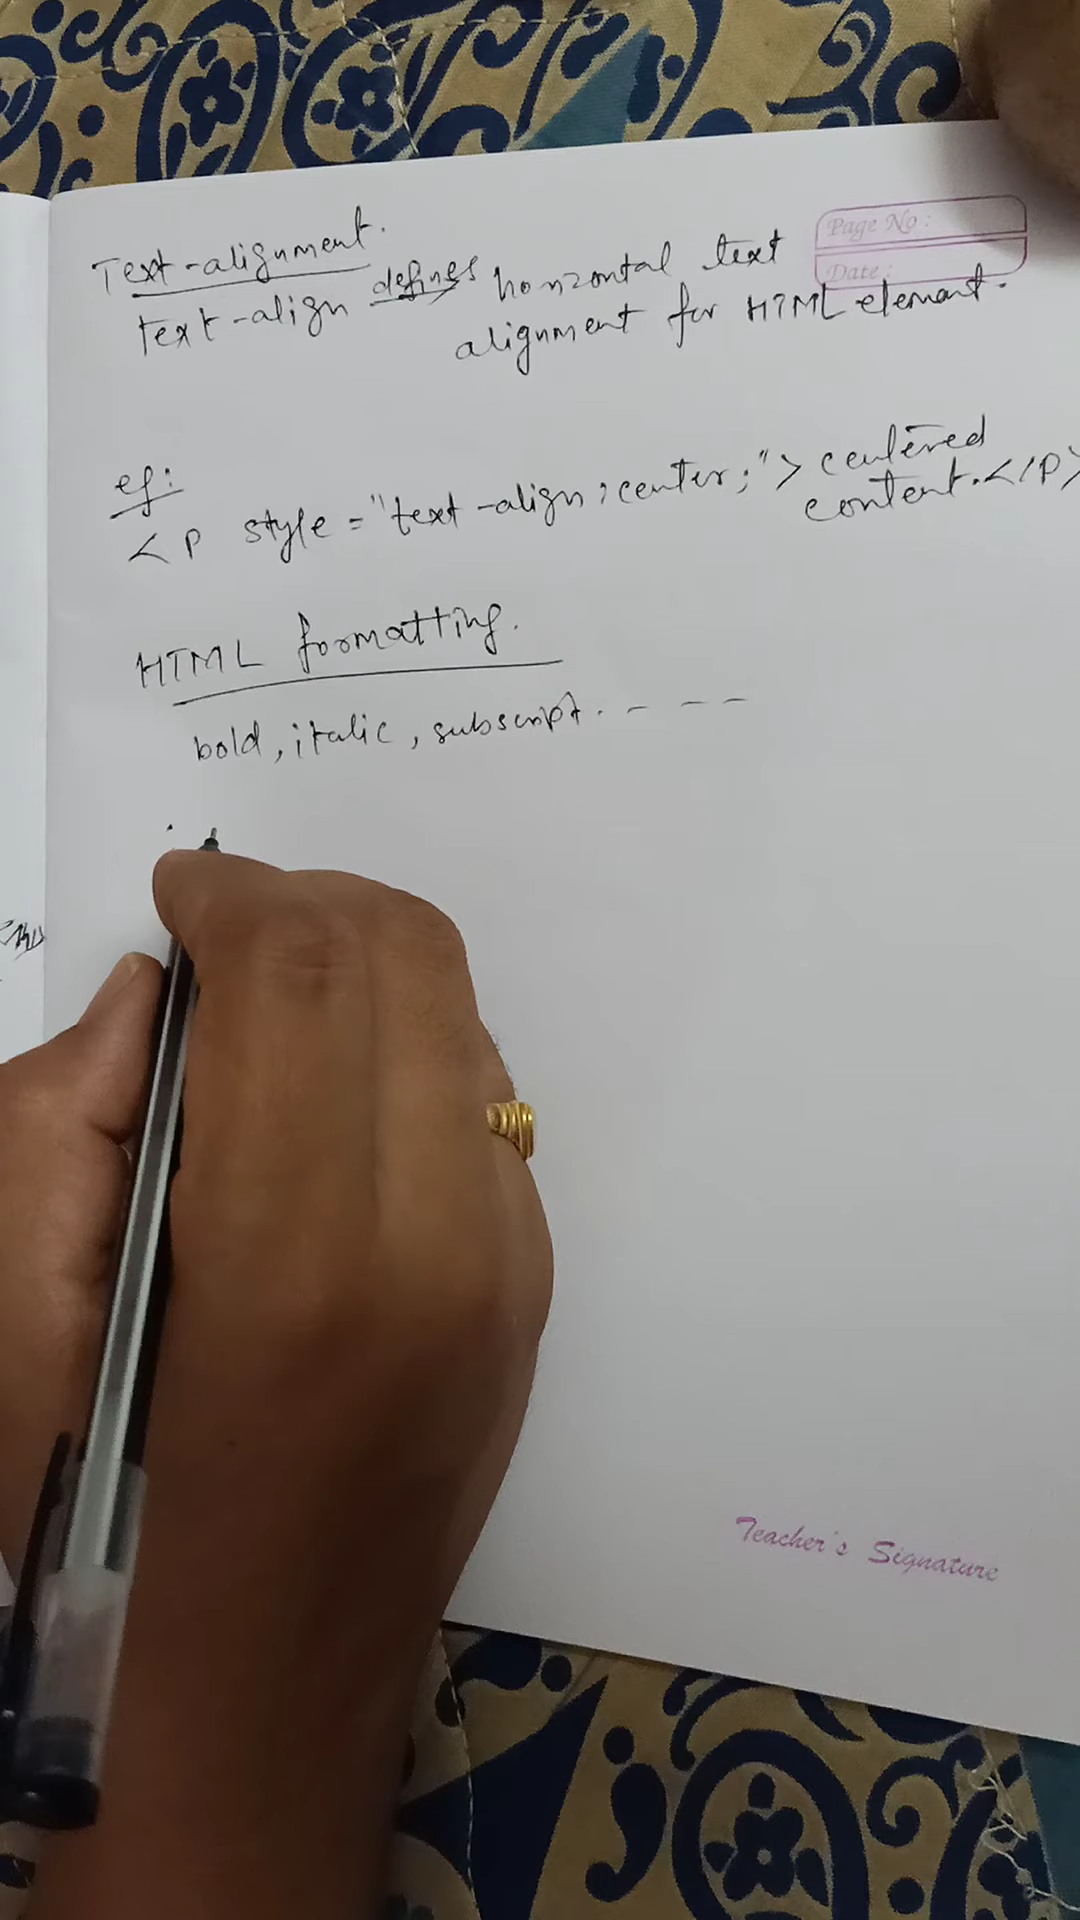 Page No :
Date :
Text-alignment.
text-align defines horizontal text
alignment for HTML element.
eg:
<p style="text-align:center;">centered
content.</p>
HTML formatting.
bold, italic, subscript. - - -
Teacher's Signature